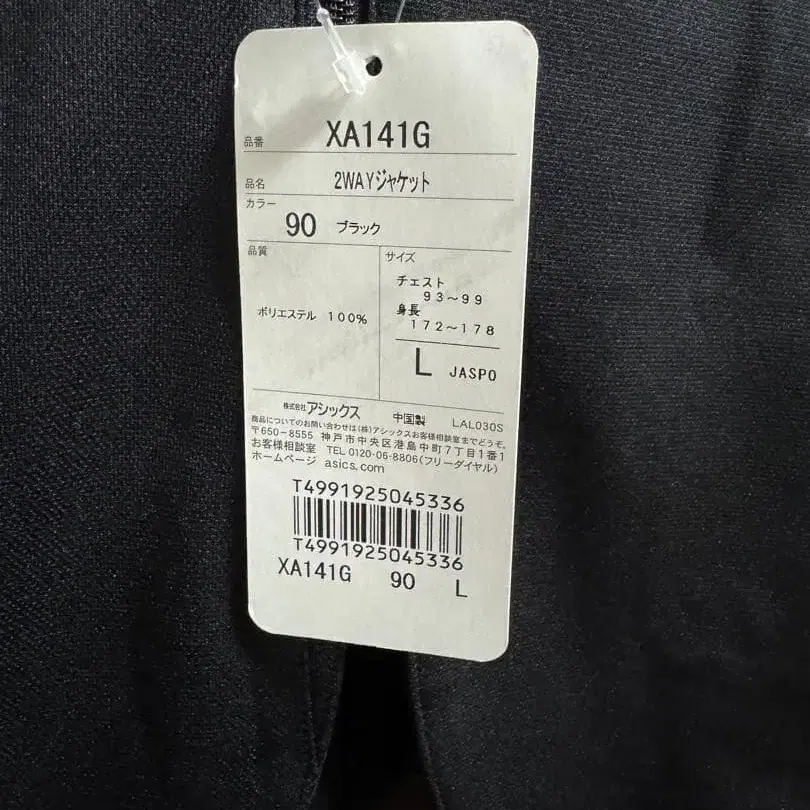 品番 XA141G
品名 2WAYジャケット
カラー
90 ブラック
品質
ポリエステル 100%
サイズ
チェスト
93~99
身長
172~178
L JASPO
株式会社アシックス 中国製 LAL030S
商品についてのお問い合わせは(株)アシックスお客様相談室までどうぞ。
〒650-8555 神戸市中央区港島中町7丁目1番1
お客様相談室 TEL 0120-06-8806(フリーダイヤル)
ホームページ asics.com
T4991925045336
T4991925045336
XA141G 90 L